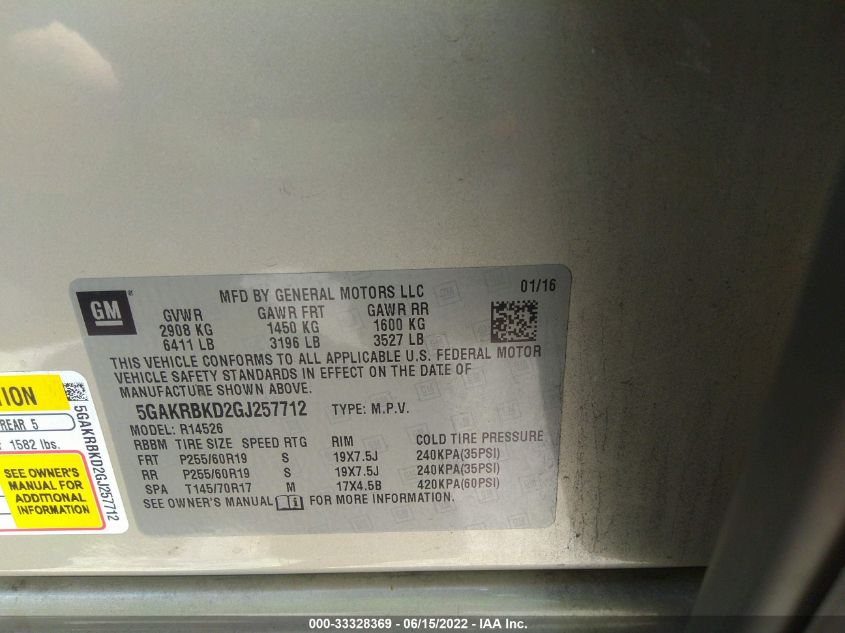 GM
MFD BY GENERAL MOTORS LLC 01/16
GVWR GAWR FRT GAWR RR
2908 KG 1450 KG 1600 KG
6411 LB 3196 LB 3527 LB
THIS VEHICLE CONFORMS TO ALL APPLICABLE U.S. FEDERAL MOTOR
VEHICLE SAFETY STANDARDS IN EFFECT ON THE DATE OF
MANUFACTURE SHOWN ABOVE.
5GAKRBKD2GJ257712 TYPE: M.P.V.
MODEL: R14526
RBBM TIRE SIZE SPEED RTG RIM COLD TIRE PRESSURE
FRT P255/60R19 S 19X7.5J 240KPA(35PSI)
RR P255/60R19 S 19X7.5J 240KPA(35PSI)
SPA T145/70R17 M 17X4.5B 420KPA(60PSI)
SEE OWNER'S MANUAL FOR MORE INFORMATION.
TION
REAR 5
1582 lbs.
SEE OWNER'S
MANUAL FOR
ADDITIONAL
INFORMATION
5GAKRBKD2GJ257712
000-33328369 - 06/15/2022 - IAA Inc.